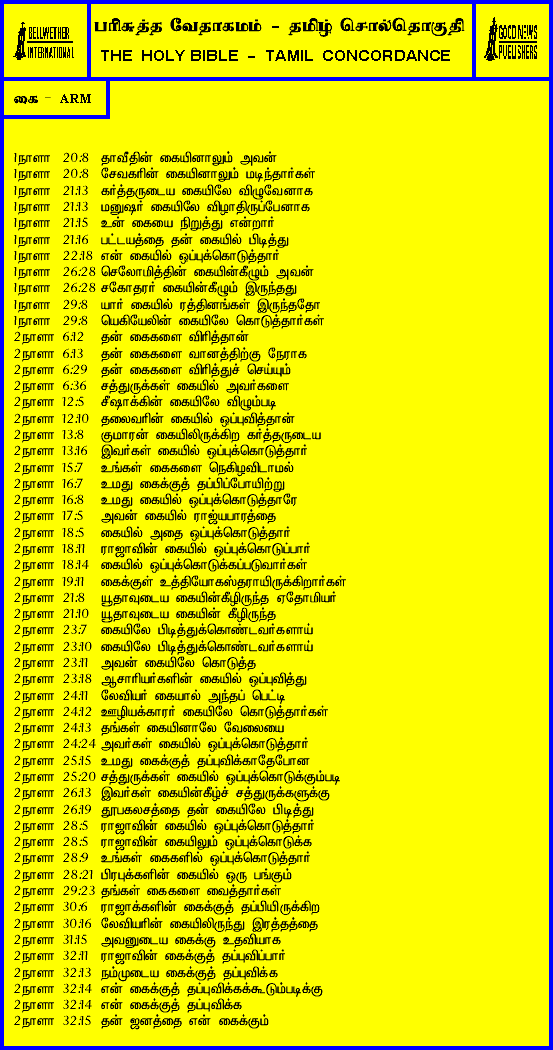 BELLWETHER INTERNATIONAL
பரிசுத்த வேதாகமம் - தமிழ் சொல்தொகுதி
THE HOLY BIBLE - TAMIL CONCORDANCE
GOOD NEWS PUBLISHERS
கை - ARM
1நாளா 20:8 தாவீதின் கையினாலும் அவன்
1நாளா 20:8 சேவகரின் கையினாலும் மடிந்தார்கள்
1நாளா 21:13 கர்த்தருடைய கையிலே விழுவேனாக
1நாளா 21:13 மனுஷர் கையிலே விழாதிருப்பேனாக
1நாளா 21:15 உன் கையை நிறுத்து என்றார்
1நாளா 21:16 பட்டயத்தை தன் கையில் பிடித்து
1நாளா 22:18 என் கையில் ஒப்புக்கொடுத்தார்
1நாளா 26:28 செலோமித்தின் கையின்கீழும் அவன்
1நாளா 26:28 சகோதரர் கையின்கீழும் இருந்தது
1நாளா 29:8 யார் கையில் ரத்தினங்கள் இருந்ததோ
1நாளா 29:8 யெகியேலின் கையிலே கொடுத்தார்கள்
2நாளா 6:12 தன் கைகளை விரித்தான்
2நாளா 6:13 தன் கைகளை வானத்திற்கு நேராக
2நாளா 6:29 தன் கைகளை விரித்துச் செய்யும்
2நாளா 6:36 சத்துருக்கள் கையில் அவர்களை
2நாளா 12:5 சீஷாக்கின் கையிலே விழும்படி
2நாளா 12:10 தலைவரின் கையில் ஒப்புவித்தான்
2நாளா 13:8 குமாரன் கையிலிருக்கிற கர்த்தருடைய
2நாளா 13:16 இவர்கள் கையில் ஒப்புக்கொடுத்தார்
2நாளா 15:7 உங்கள் கைகளை நெகிழவிடாமல்
2நாளா 16:7 உமது கைக்குத் தப்பிப்போயிற்று
2நாளா 16:8 உமது கையில் ஒப்புக்கொடுத்தாரே
2நாளா 17:5 அவன் கையில் ராஜ்யபாரத்தை
2நாளா 18:5 கையில் அதை ஒப்புக்கொடுத்தார்
2நாளா 18:11 ராஜாவின் கையில் ஒப்புக்கொடுப்பார்
2நாளா 18:14 கையில் ஒப்புக்கொடுக்கப்படுவார்கள்
2நாளா 19:11 கைக்குள் உத்தியோகஸ்தராயிருக்கிறார்கள்
2நாளா 21:8 யூதாவுடைய கையின்கீழிருந்த ஏதோமியர்
2நாளா 21:10 யூதாவுடைய கையின் கீழிருந்த
2நாளா 23:7 கையிலே பிடித்துக்கொண்டவர்களாய்
2நாளா 23:10 கையிலே பிடித்துக்கொண்டவர்களாய்
2நாளா 23:11 அவன் கையிலே கொடுத்த
2நாளா 23:18 ஆசாரியர்களின் கையில் ஒப்புவித்து
2நாளா 24:11 லேவியர் கையால் அந்தப் பெட்டி
2நாளா 24:12 ஊழியக்காரர் கையிலே கொடுத்தார்கள்
2நாளா 24:13 தங்கள் கையினாலே வேலையை
2நாளா 24:24 அவர்கள் கையில் ஒப்புக்கொடுத்தார்
2நாளா 25:15 உமது கைக்குத் தப்புவிக்காதேபோன
2நாளா 25:20 சத்துருக்கள் கையில் ஒப்புக்கொடுக்கும்படி
2நாளா 26:13 இவர்கள் கையின்கீழ்ச் சத்துருக்களுக்கு
2நாளா 26:19 தூபகலசத்தை தன் கையிலே பிடித்து
2நாளா 28:5 ராஜாவின் கையில் ஒப்புக்கொடுத்தார்
2நாளா 28:5 ராஜாவின் கையிலும் ஒப்புக்கொடுக்க
2நாளா 28:9 உங்கள் கைகளில் ஒப்புக்கொடுத்தார்
2நாளா 28:21 பிரபுக்களின் கையில் ஒரு பங்கும்
2நாளா 29:23 தங்கள் கைகளை வைத்தார்கள்
2நாளா 30:6 ராஜாக்களின் கைக்குத் தப்பியிருக்கிற
2நாளா 30:16 லேவியரின் கையிலிருந்து இரத்தத்தை
2நாளா 31:15 அவனுடைய கைக்கு உதவியாக
2நாளா 32:11 ராஜாவின் கைக்குத் தப்புவிப்பார்
2நாளா 32:13 நம்முடைய கைக்குத் தப்புவிக்க
2நாளா 32:14 என் கைக்குத் தப்புவிக்கக்கூடும்படிக்கு
2நாளா 32:14 என் கைக்குத் தப்புவிக்க
2நாளா 32:15 தன் ஜனத்தை என் கைக்கும்